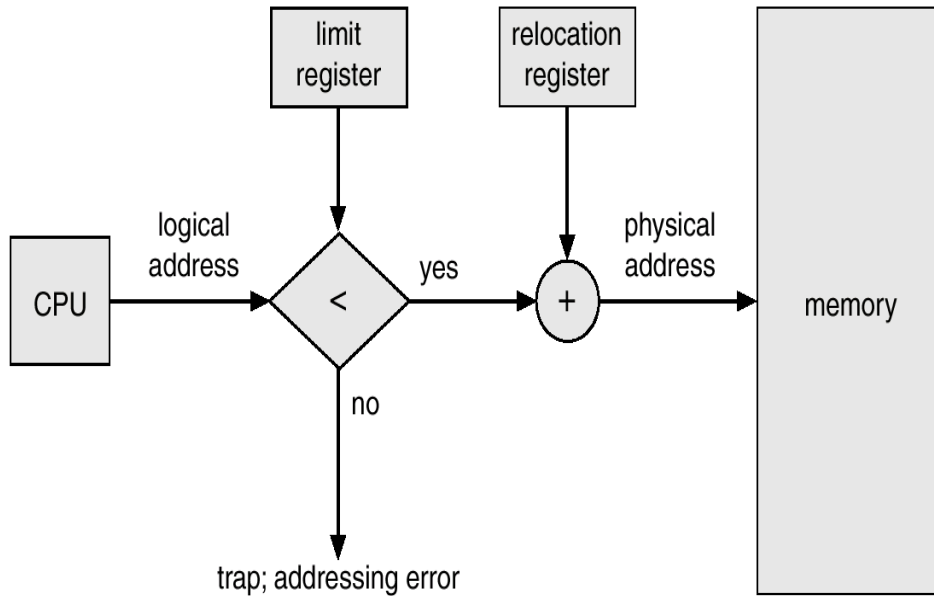 limit
register
relocation
register
logical
address
physical
address
CPU
<
yes
+
memory
no
trap; addressing error